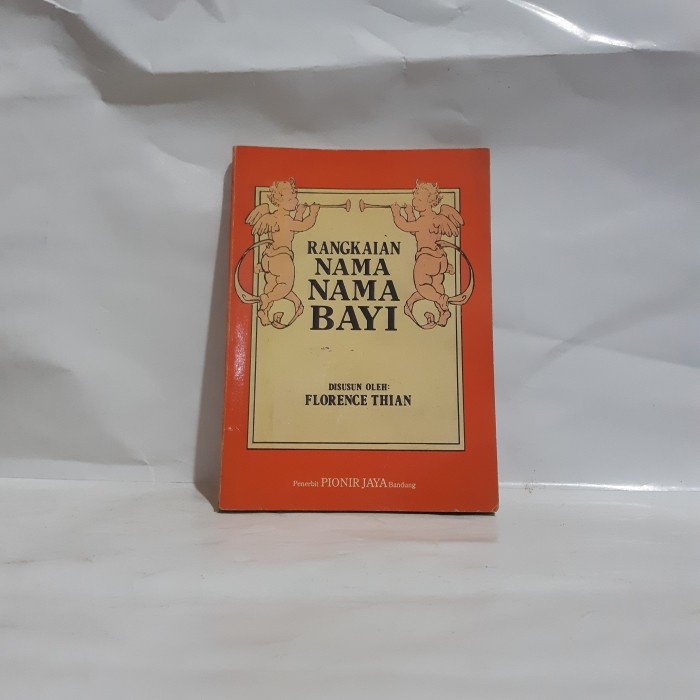 RANGKAIAN
NAMA
NAMA
BAYI
DISUSUN OLEH:
FLORENCE THIAN
Penerbit PIONIR JAYA Bandung